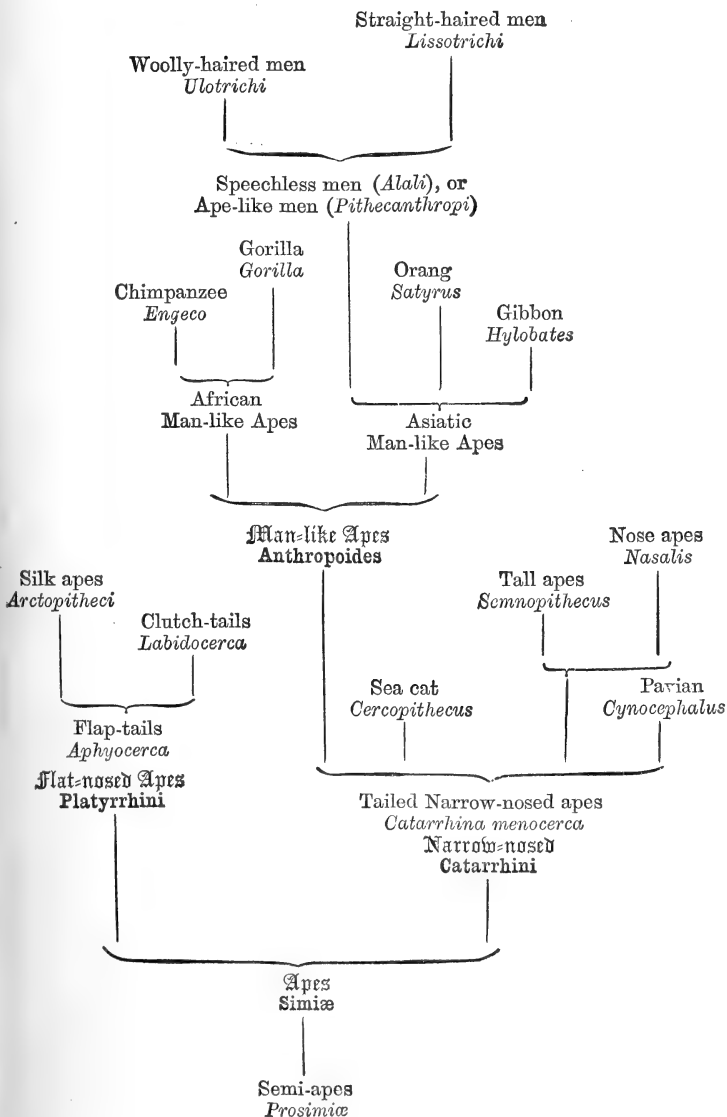 Straight-haired men
Lissotrichi
Woolly-haired men
Ulotrichi
Speechless men (Alali), or
Ape-like men (Pithecanthropi)
Gorilla
Gorilla
Chimpanzee
Engeco
Orang
Satyrus
Gibbon
Hylobates
African
Man-like Apes
Asiatic
Man-like Apes
Man-like Apes
Anthropoides
Nose apes
Nasalis
Silk apes
Arctopitheci
Tall apes
Semnopithecus
Clutch-tails
Labidocerca
Sea cat
Cercopithecus
Pavian
Cynocephalus
Flap-tails
Aphyocerca
Flat-nosed Apes
Platyrrhini
Tailed Narrow-nosed apes
Catarrhina menocerca
Narrow-nosed
Catarrhini
Apes
Simiæ
Semi-apes
Prosimiæ